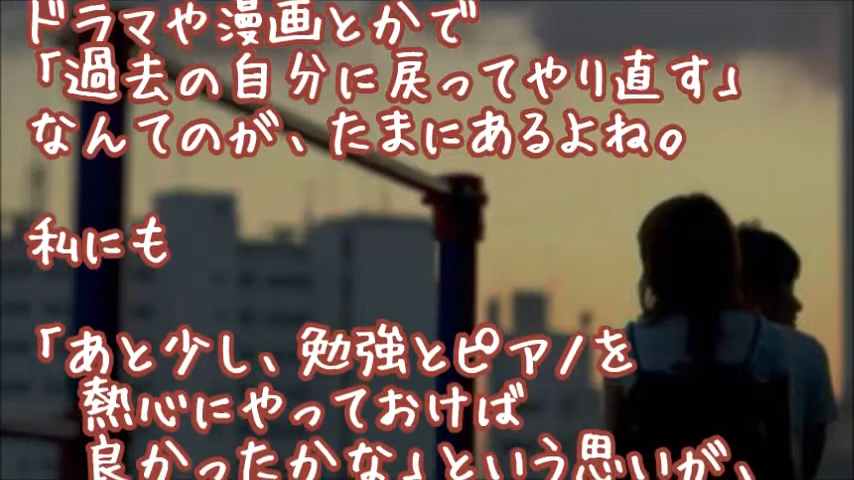 ドラマや漫画とかで
「過去の自分に戻ってやり直す」
なんてのが、たまにあるよね。
私にも
「あと少し、勉強とピアノを
熱心にやっておけば
良かったかな」という思いが、